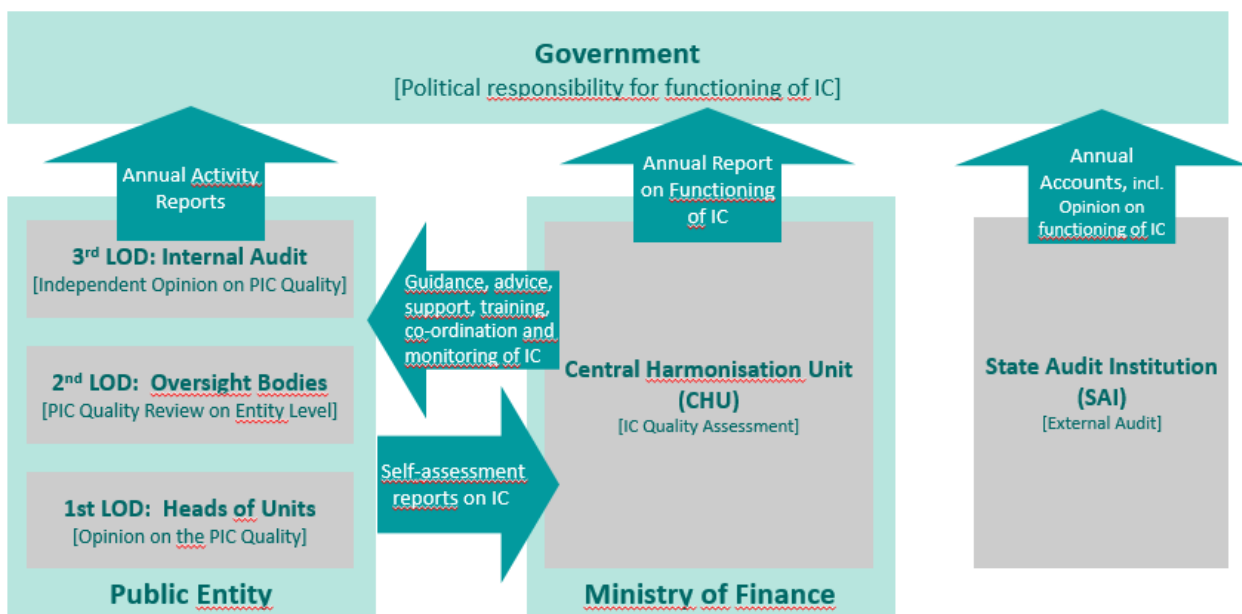 Government
[Political responsibility for functioning of IC]
Annual Activity
Reports
3rd LOD: Internal Audit
[Independent Opinion on PIC Quality]
2nd LOD: Oversight Bodies
[PIC Quality Review on Entity Level]
1st LOD: Heads of Units
[Opinion on the PIC Quality]
Public Entity
Guidance, advice,
support, training,
co-ordination and
monitoring of IC
Self-assessment
reports on IC
Annual Report
on Functioning
of IC
Central Harmonisation Unit
(CHU)
[IC Quality Assessment]
Ministry of Finance
Annual
Accounts, incl.
Opinion on
functioning of IC
State Audit Institution
(SAI)
[External Audit]